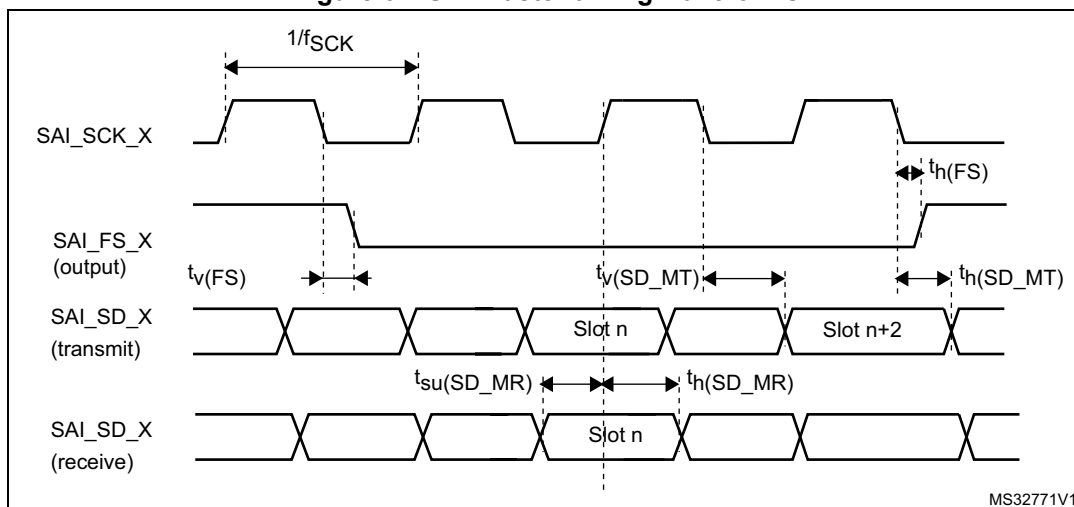 1/fSCK
SAI_SCK_X
th(FS)
SAI_FS_X
(output)
tv(FS)
tv(SD_MT)
th(SD_MT)
SAI_SD_X
(transmit)
Slot n
Slot n+2
tsu(SD_MR)
th(SD_MR)
SAI_SD_X
(receive)
Slot n
MS32771V1